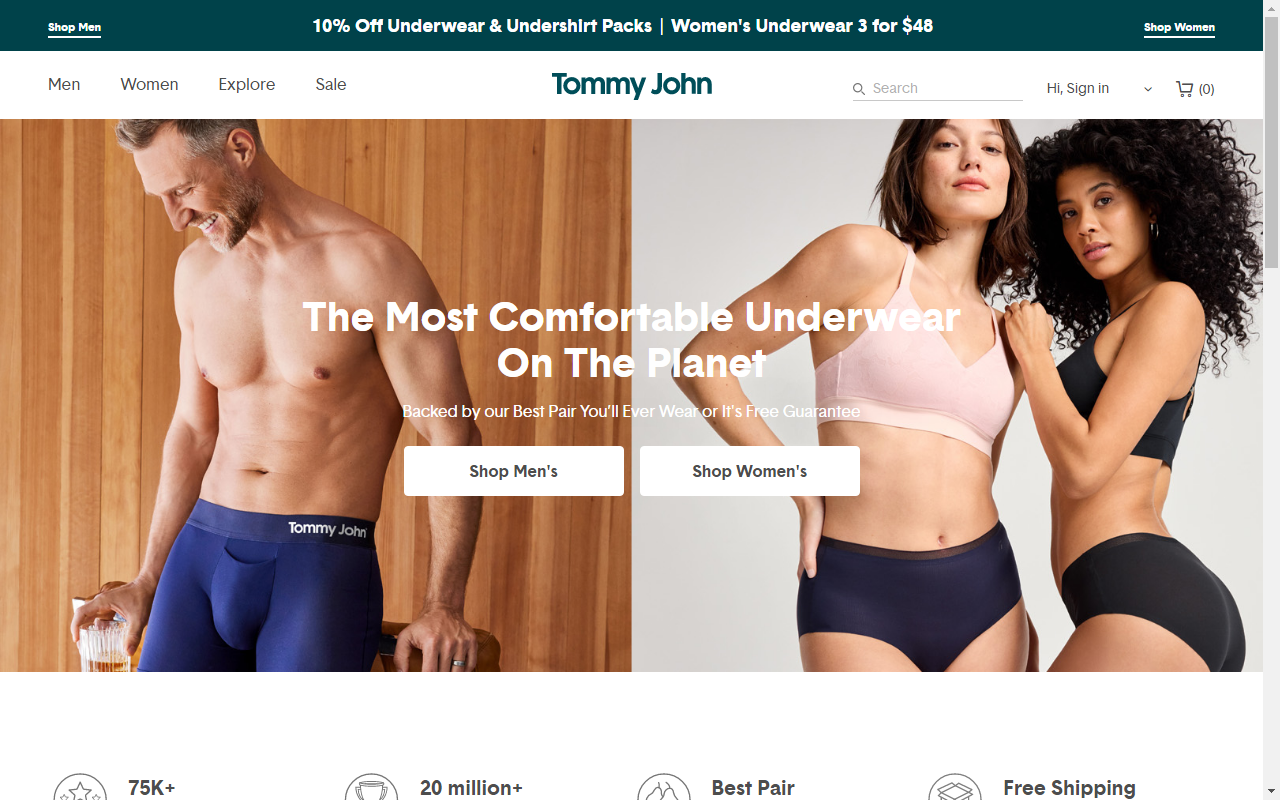 Shop Men
10% Off Underwear & Undershirt Packs | Women's Underwear 3 for $48
Shop Women
Men
Women
Explore
Sale
Tommy John
Search
Hi, Sign in
(0)
The Most Comfortable Underwear
On The Planet
Backed by our Best Pair You'll Ever Wear or It's Free Guarantee
Shop Men's
Shop Women's
Tommy John
75K+
20 million+
Best Pair
Free Shipping